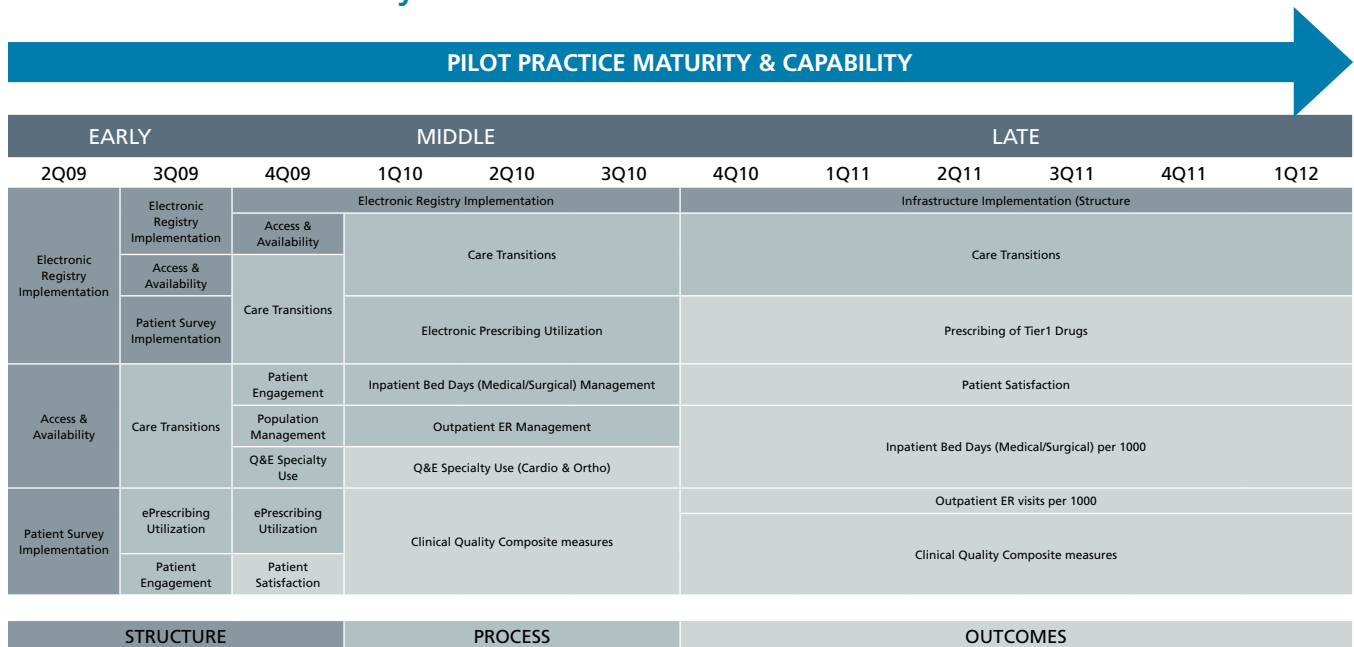 PILOT PRACTICE MATURITY & CAPABILITY
EARLY MIDDLE LATE
2Q09 3Q09 4Q09 1Q10 2Q10 3Q10 4Q10 1Q11 2Q11 3Q11 4Q11 1Q12
Electronic
Registry
Implementation
Access &
Availability
Patient Survey
Implementation
Electronic
Registry
Implementation
Access &
Availability
Patient Survey
Implementation
Care Transitions
ePrescribing
Utilization
Patient
Engagement
Electronic Registry Implementation
Access &
Availability
Care Transitions
Patient
Engagement
Population
Management
Q&E Specialty
Use
ePrescribing
Utilization
Patient
Satisfaction
Care Transitions
Electronic Prescribing Utilization
Inpatient Bed Days (Medical/Surgical) Management
Outpatient ER Management
Q&E Specialty Use (Cardio & Ortho)
Clinical Quality Composite measures
Infrastructure Implementation (Structure
Care Transitions
Prescribing of Tier1 Drugs
Patient Satisfaction
Inpatient Bed Days (Medical/Surgical) per 1000
Outpatient ER visits per 1000
Clinical Quality Composite measures
STRUCTURE PROCESS OUTCOMES